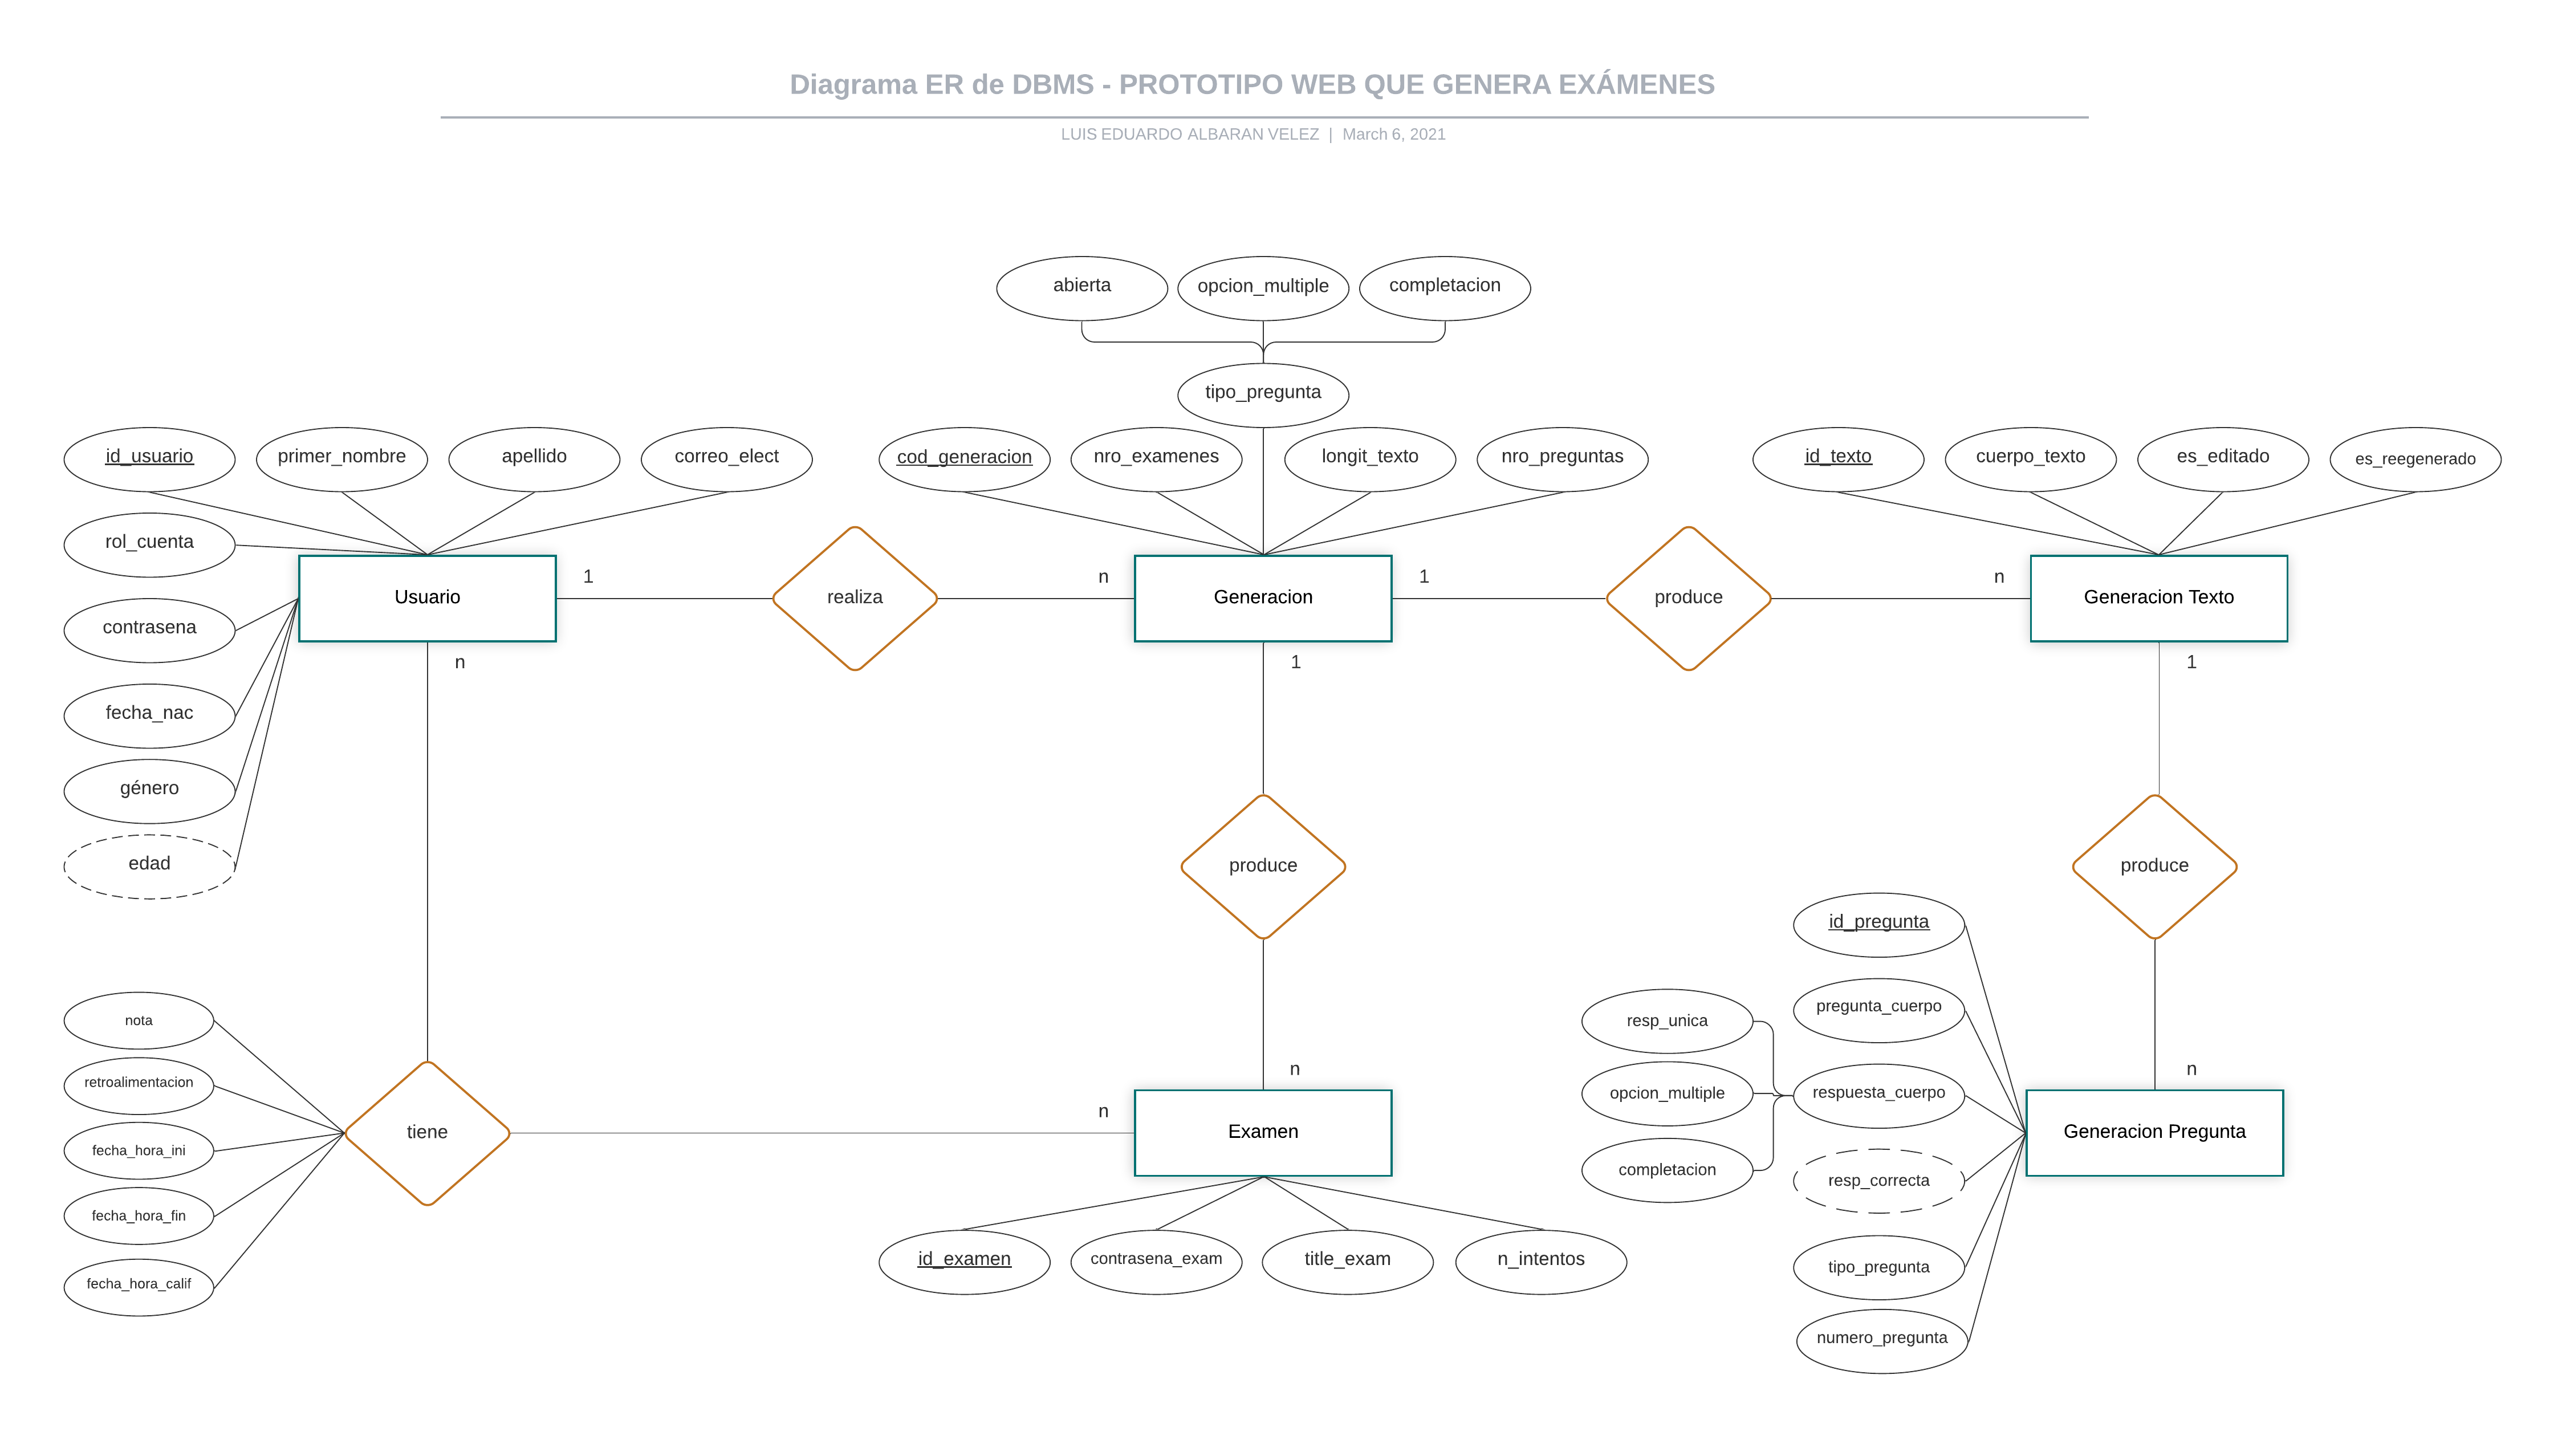 Diagrama ER de DBMS - PROTOTIPO WEB QUE GENERA EXÁMENES
LUIS EDUARDO ALBARAN VELEZ | March 6, 2021
abierta
opcion_multiple
completacion
tipo_pregunta
id_usuario
primer_nombre
apellido
correo_elect
cod_generacion
nro_examenes
longit_texto
nro_preguntas
id_texto
cuerpo_texto
es_editado
es_reegenerado
rol_cuenta
Usuario
1
realiza
n
Generacion
1
produce
n
Generacion Texto
contrasena
n
1
1
fecha_nac
género
edad
produce
produce
id_pregunta
nota
retroalimentacion
fecha_hora_ini
fecha_hora_fin
fecha_hora_calif
tiene
n
n
Examen
id_examen
contrasena_exam
title_exam
n_intentos
resp_unica
opcion_multiple
completacion
pregunta_cuerpo
respuesta_cuerpo
resp_correcta
tipo_pregunta
numero_pregunta
n
Generacion Pregunta